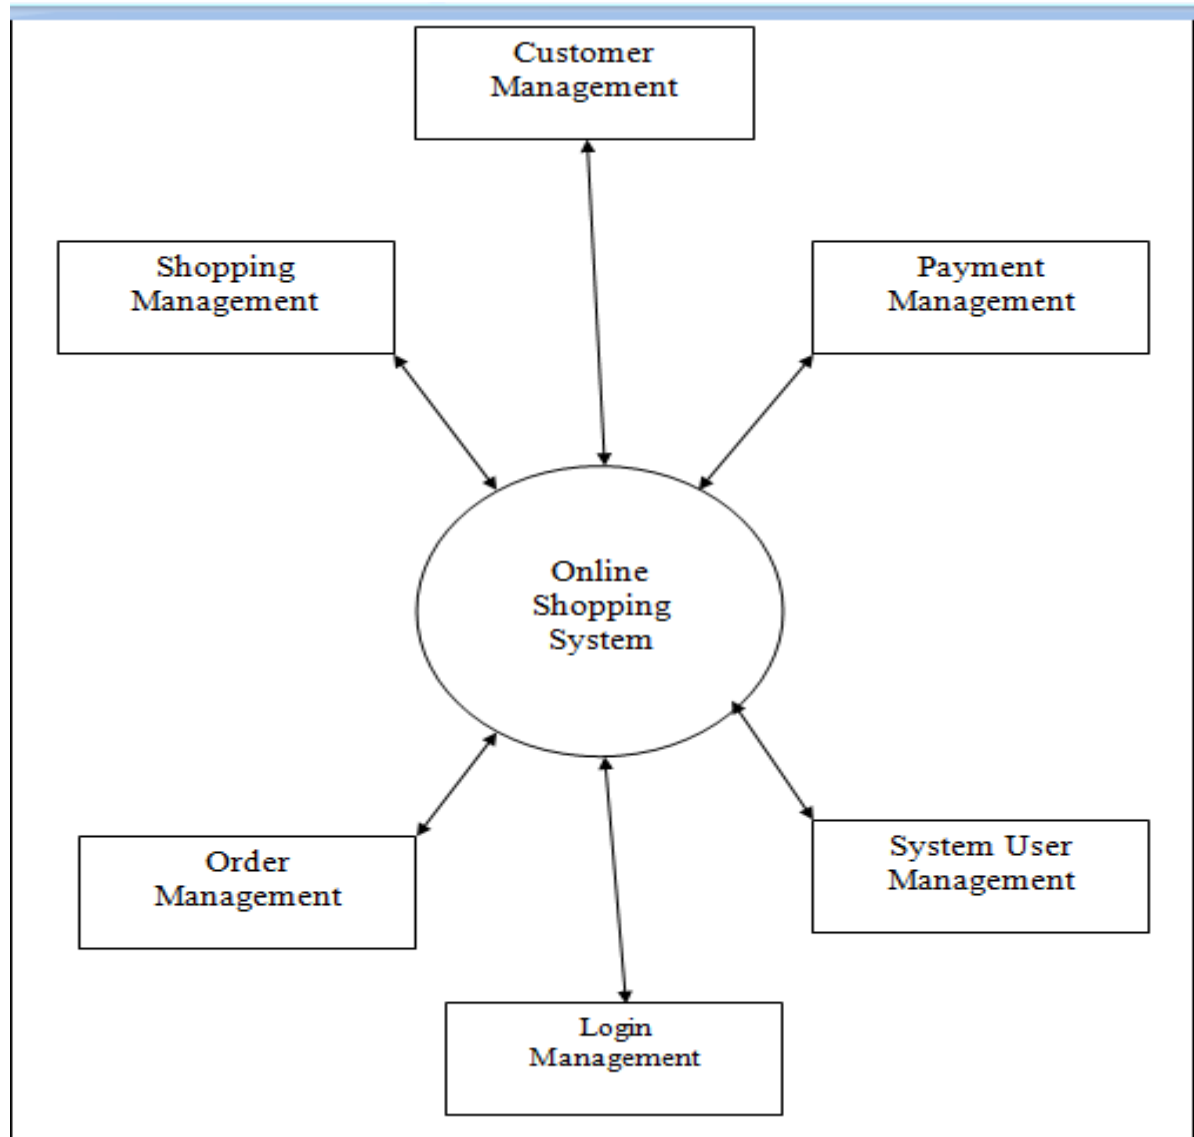 Customer
Management
Shopping
Management
Payment
Management
Online
Shopping
System
Order
Management
System User
Management
Login
Management